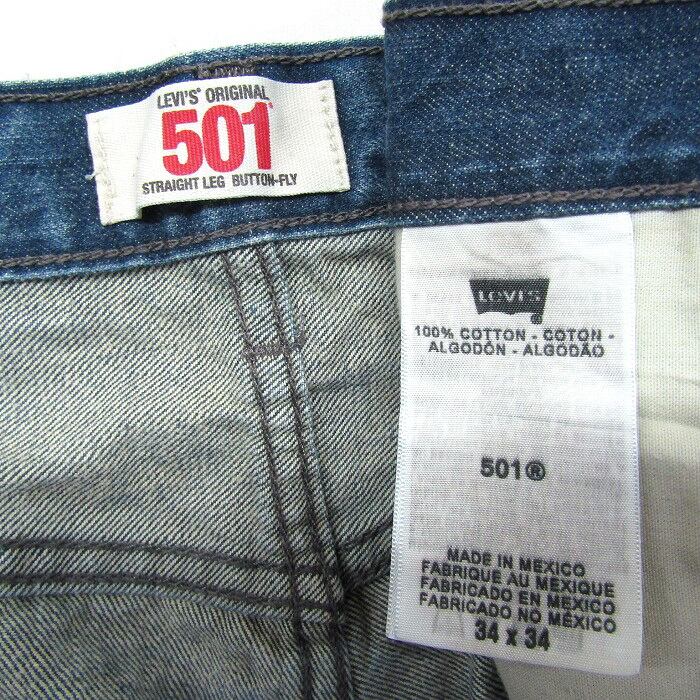 LEVI'S® ORIGINAL
501®
STRAIGHT LEG BUTTON-FLY
LEVI'S
®
100% COTTON - COTON -
ALGODÓN - ALGODÃO
501®
MADE IN MEXICO
FABRIQUE AU MEXIQUE
FABRICADO EN MEXICO
FABRICADO NO MÉXICO
34 x 34